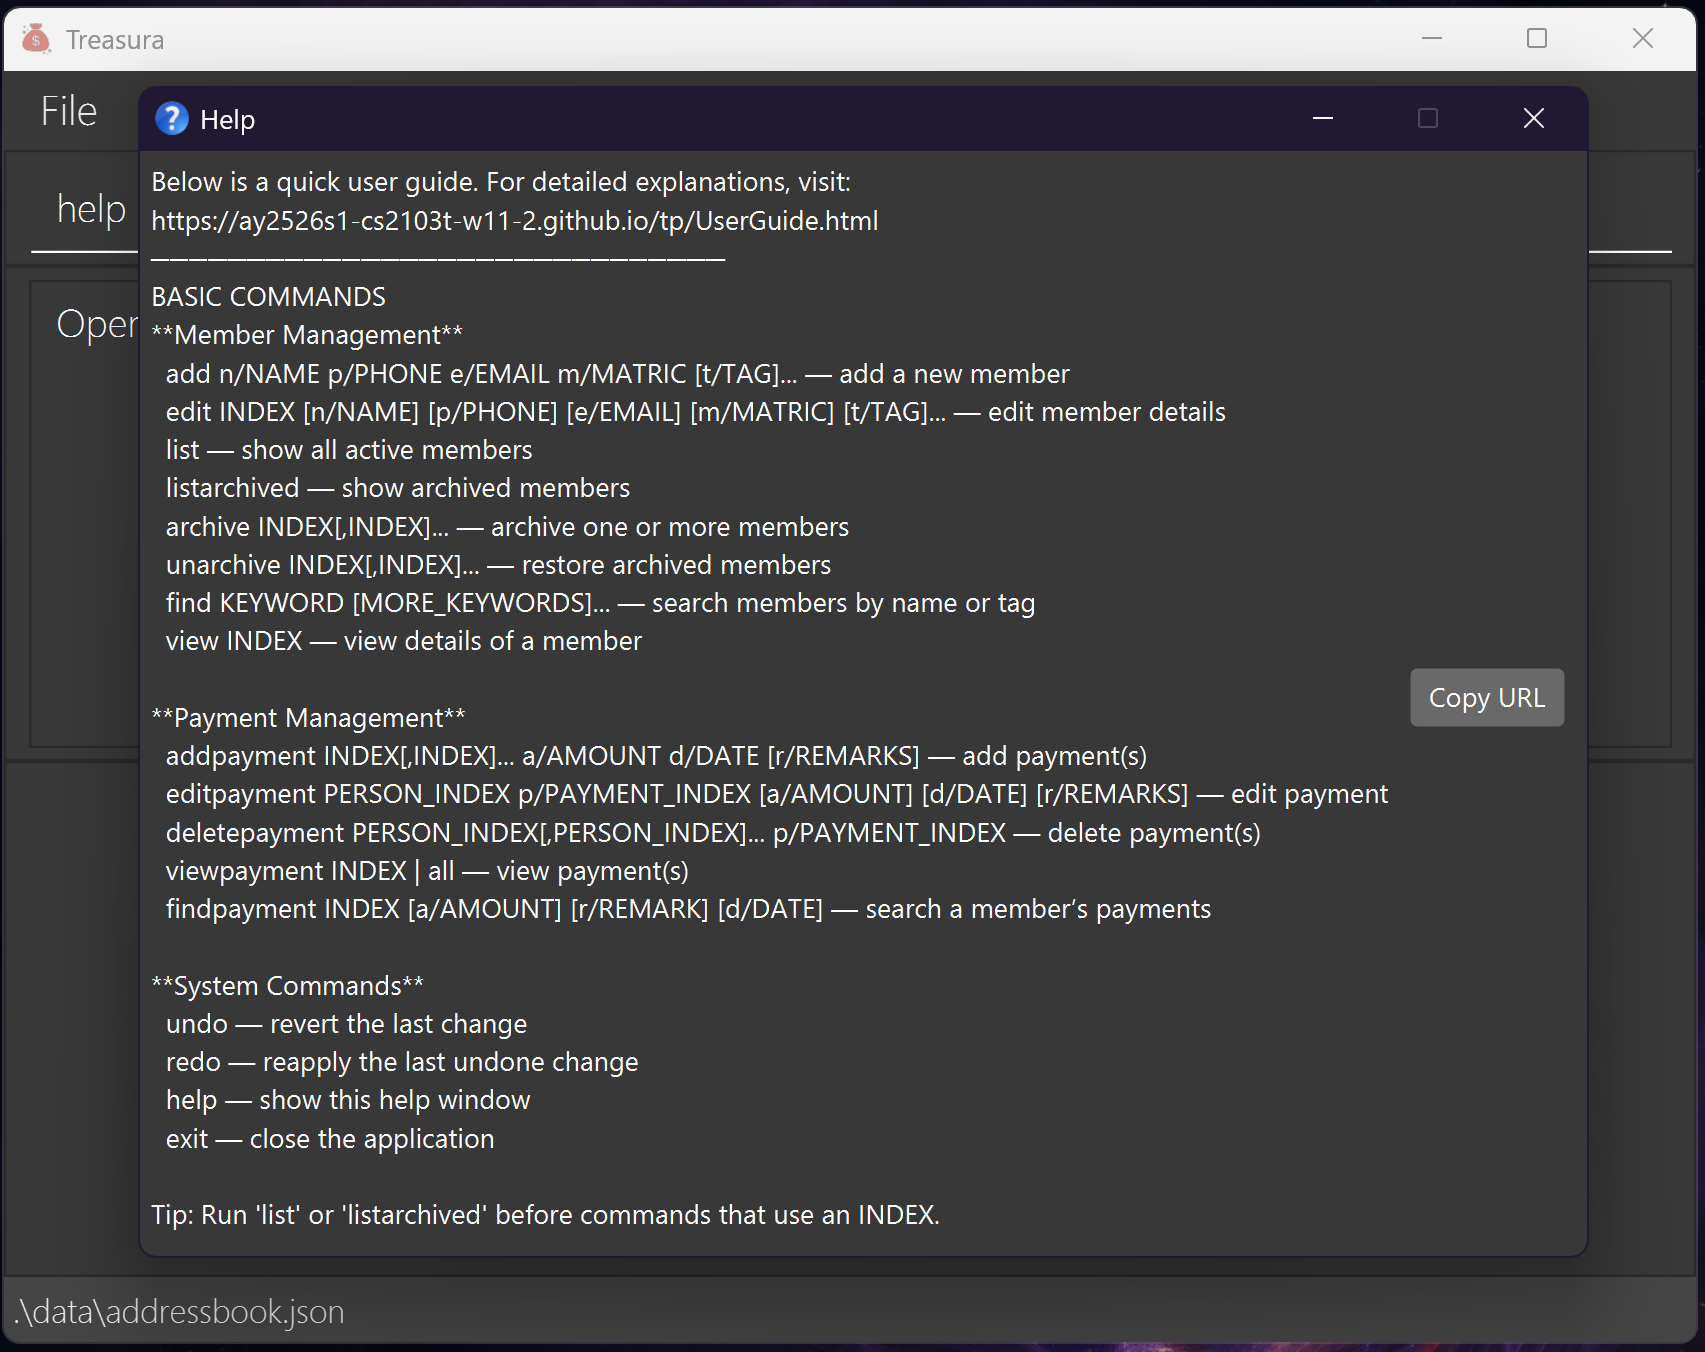 Treasura
File
Help
help
Below is a quick user guide. For detailed explanations, visit:
https://ay2526s1-cs2103t-w11-2.github.io/tp/UserGuide.html
BASIC COMMANDS
**Member Management**
add n/NAME p/PHONE e/EMAIL m/MATRIC [t/TAG]... — add a new member
edit INDEX [n/NAME] [p/PHONE] [e/EMAIL] [m/MATRIC] [t/TAG]... — edit member details
list — show all active members
listarchived — show archived members
archive INDEX[,INDEX]... — archive one or more members
unarchive INDEX[,INDEX]... — restore archived members
find KEYWORD [MORE_KEYWORDS]... — search members by name or tag
view INDEX — view details of a member
Copy URL
**Payment Management**
addpayment INDEX[,INDEX]... a/AMOUNT d/DATE [r/REMARKS] — add payment(s)
editpayment PERSON_INDEX p/PAYMENT_INDEX [a/AMOUNT] [d/DATE] [r/REMARKS] — edit payment
deletepayment PERSON_INDEX[,PERSON_INDEX]... p/PAYMENT_INDEX — delete payment(s)
viewpayment INDEX | all — view payment(s)
findpayment INDEX [a/AMOUNT] [r/REMARK] [d/DATE] — search a member’s payments
**System Commands**
undo — revert the last change
redo — reapply the last undone change
help — show this help window
exit — close the application
Tip: Run 'list' or 'listarchived' before commands that use an INDEX.
.\data\addressbook.json